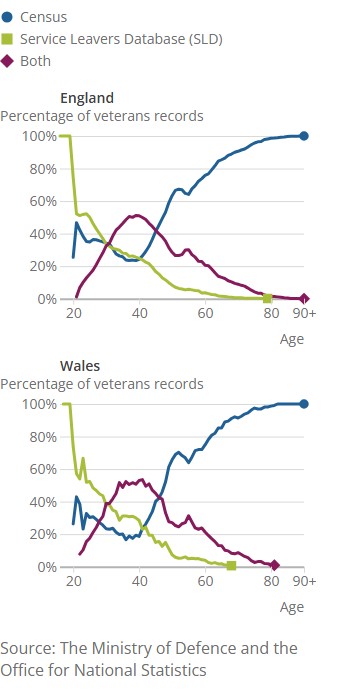 Census
Service Leavers Database (SLD)
Both
England
Percentage of veterans records
100%
80%
60%
40%
20%
0%
20 40 60 80 90+
Age
Wales
Percentage of veterans records
100%
80%
60%
40%
20%
0%
20 40 60 80 90+
Age
Source: The Ministry of Defence and the
Office for National Statistics